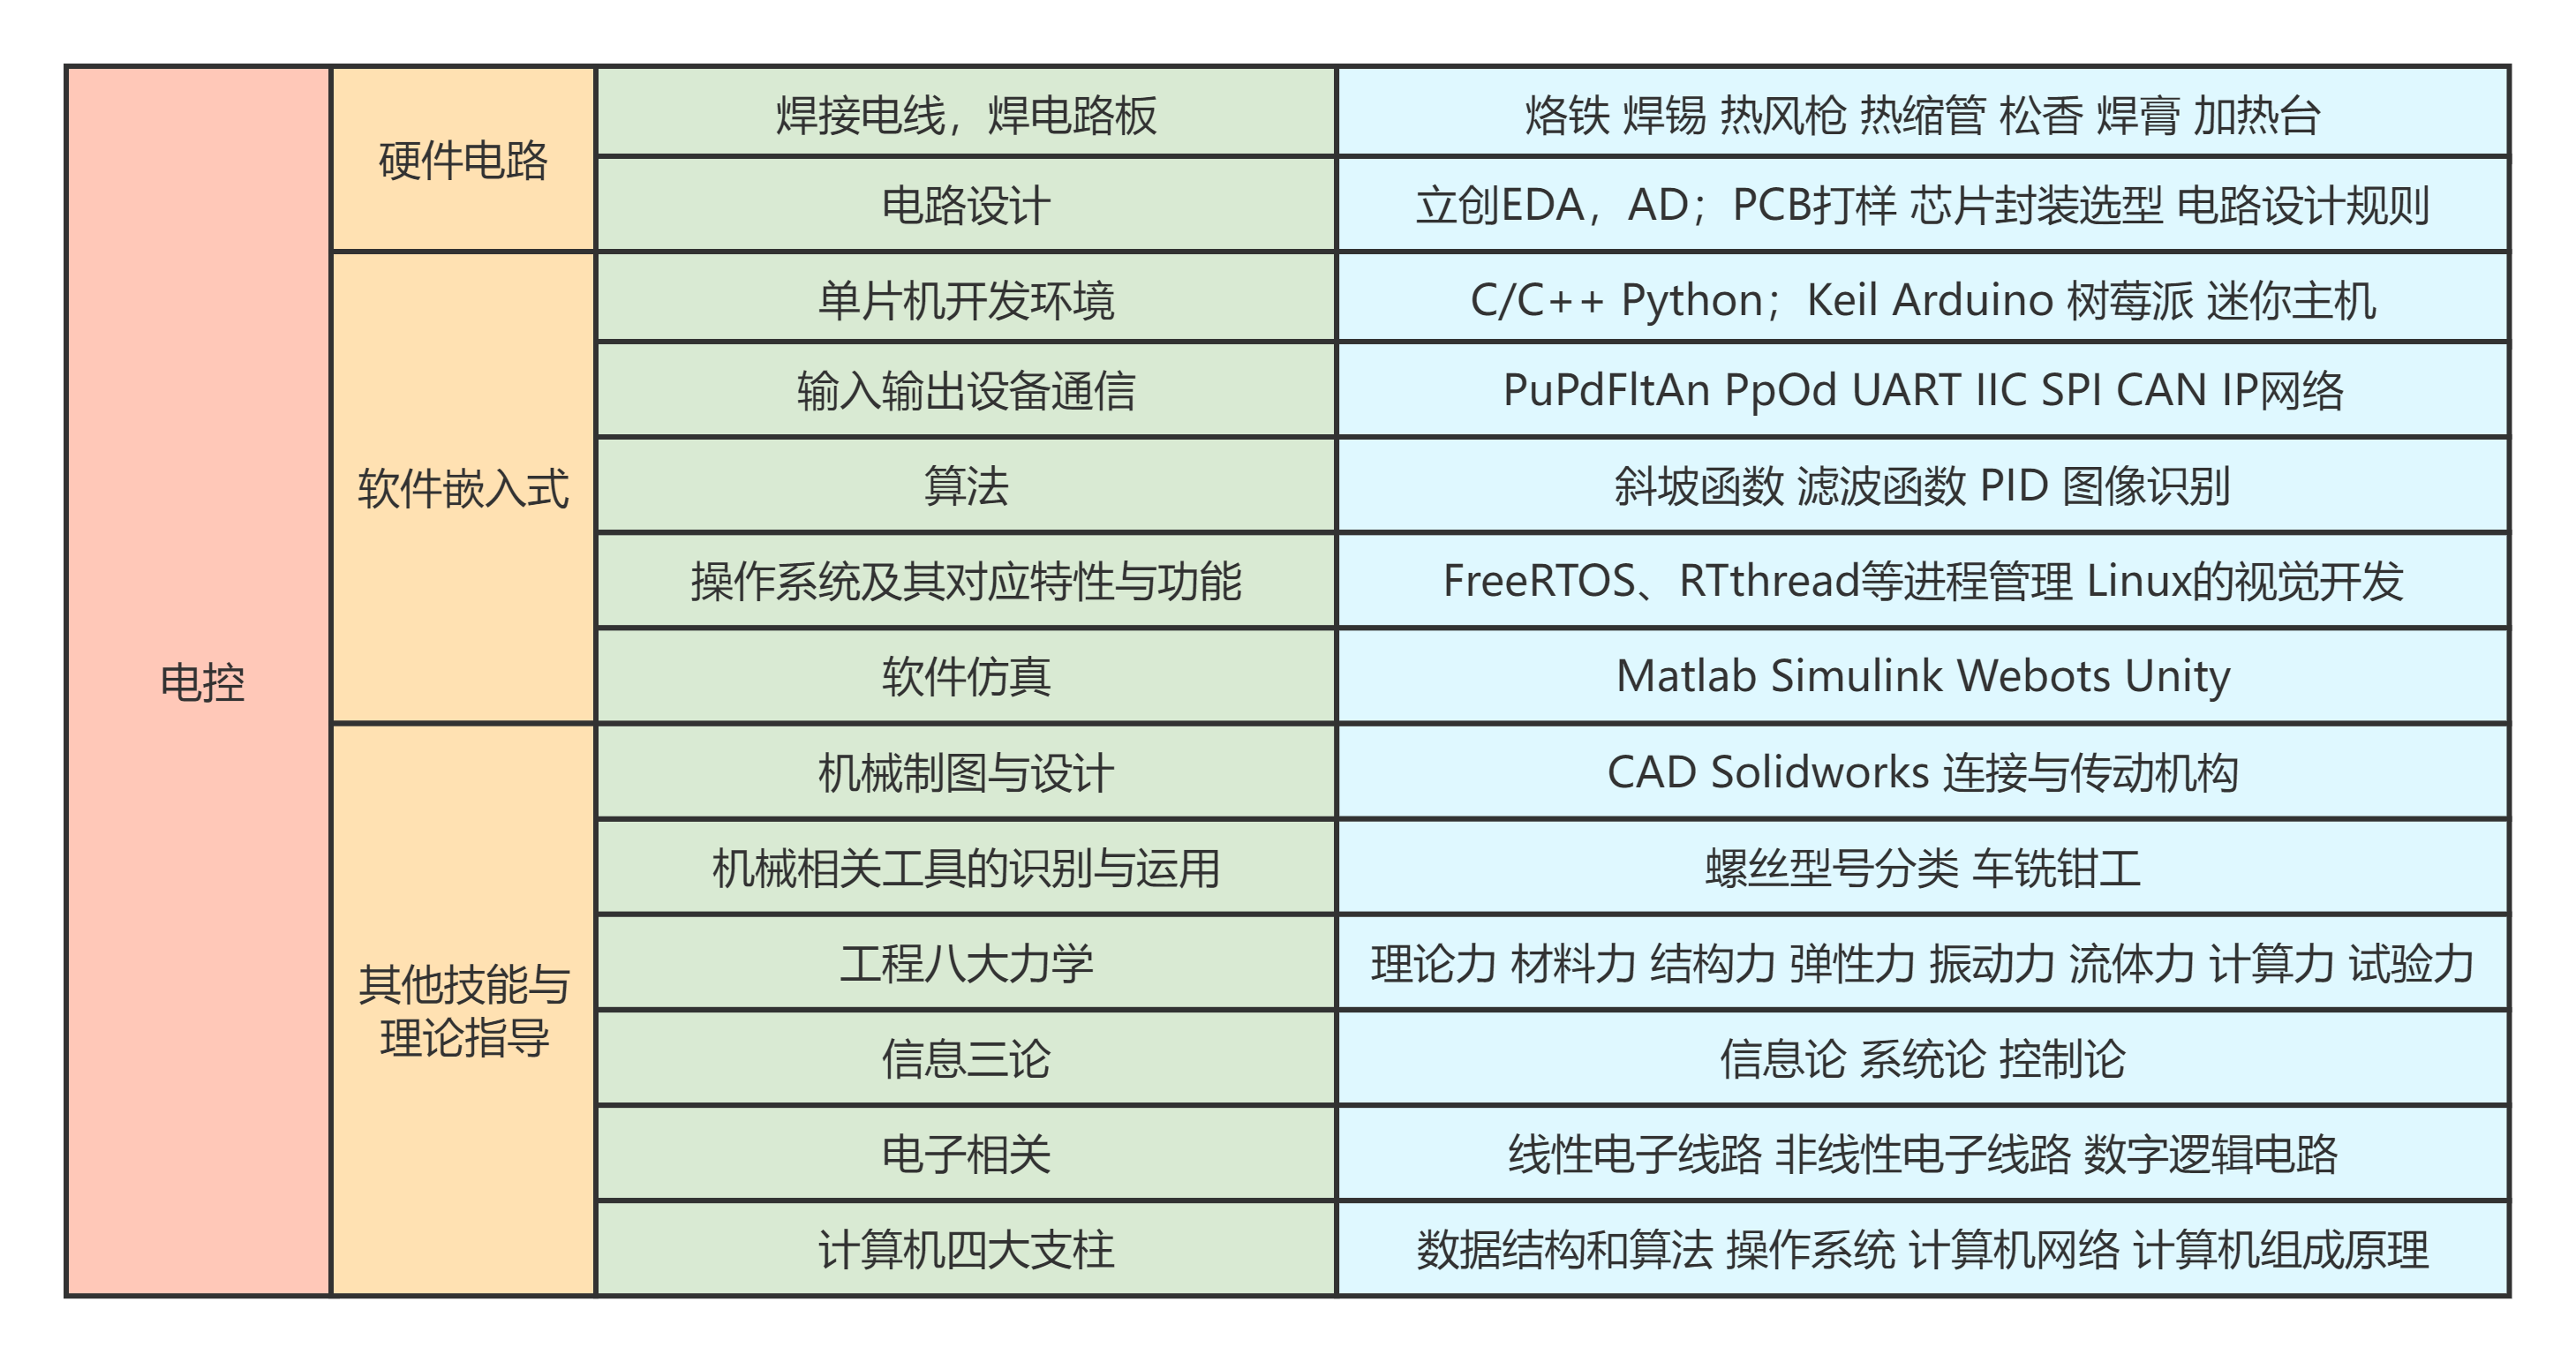 电控
硬件电路
焊接电线，焊电路板
烙铁 焊锡 热风枪 热缩管 松香 焊膏 加热台
电路设计
立创EDA，AD；PCB打样 芯片封装选型 电路设计规则
软件嵌入式
单片机开发环境
C/C++ Python；Keil Arduino 树莓派 迷你主机
输入输出设备通信
PuPdFltAn PpOd UART IIC SPI CAN IP网络
算法
斜坡函数 滤波函数 PID 图像识别
操作系统及其对应特性与功能
FreeRTOS、RTthread等进程管理 Linux的视觉开发
软件仿真
Matlab Simulink Webots Unity
其他技能与
理论指导
机械制图与设计
CAD Solidworks 连接与传动机构
机械相关工具的识别与运用
螺丝型号分类 车铣钳工
工程八大力学
理论力 材料力 结构力 弹性力 振动力 流体力 计算力 试验力
信息三论
信息论 系统论 控制论
电子相关
线性电子线路 非线性电子线路 数字逻辑电路
计算机四大支柱
数据结构和算法 操作系统 计算机网络 计算机组成原理